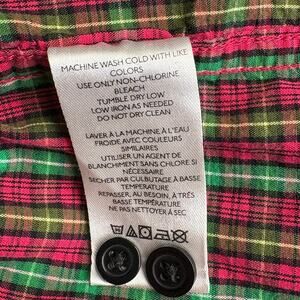 MACHINE WASH COLD WITH LIKE
COLORS
USE ONLY NON-CHLORINE
BLEACH
TUMBLE DRY LOW
LOW IRON AS NEEDED
DO NOT DRY CLEAN
LAVER À LA MACHINE À L'EAU
FROIDE AVEC COULEURS
SIMILAIRES
UTILISER UN AGENT DE
BLANCHIMENT SANS CHLORE SI
NÉCESSAIRE
SECHER PAR CULBUTAGE À BASSE
TEMPÉRATURE
REPASSER, AU BESOIN, À TRÈS
BASSE TEMPÉRATURE
NE PAS NETTOYER À SEC